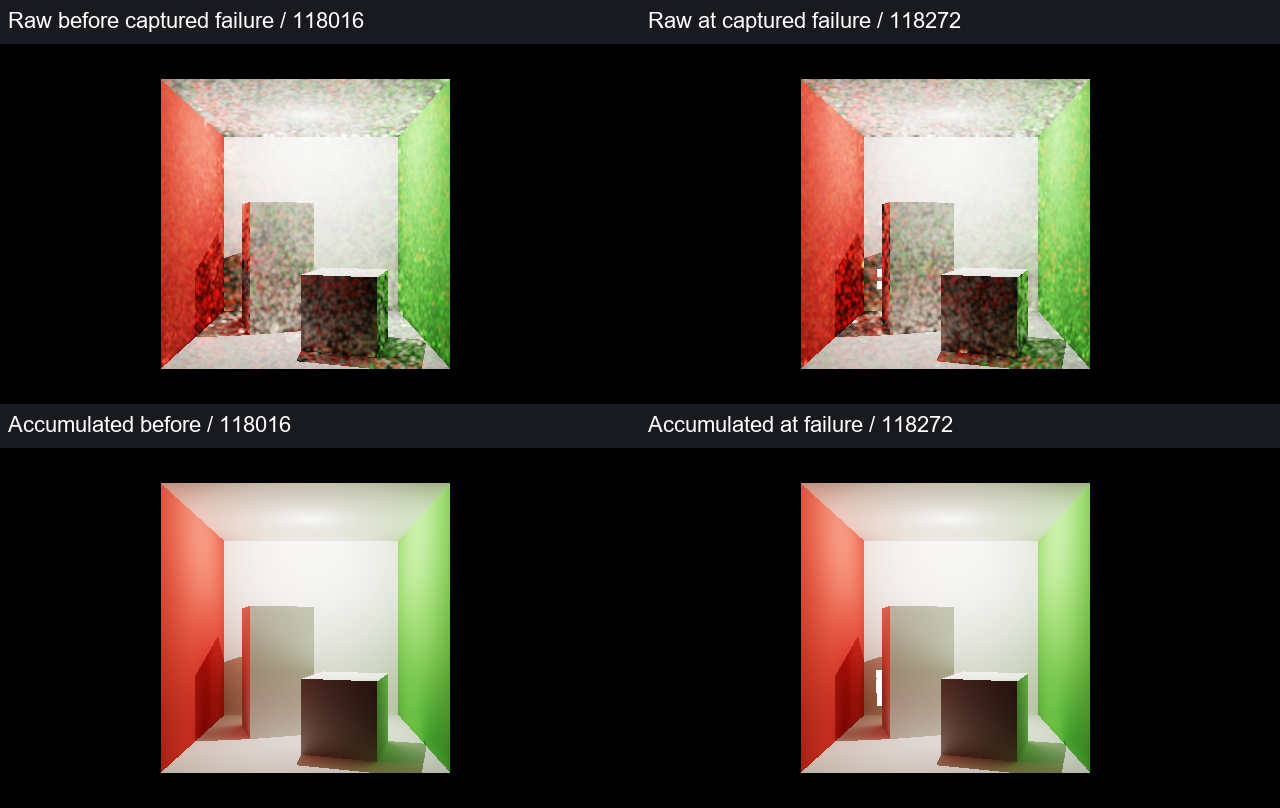 Raw before captured failure / 118016
Raw at captured failure / 118272
Accumulated before / 118016
Accumulated at failure / 118272